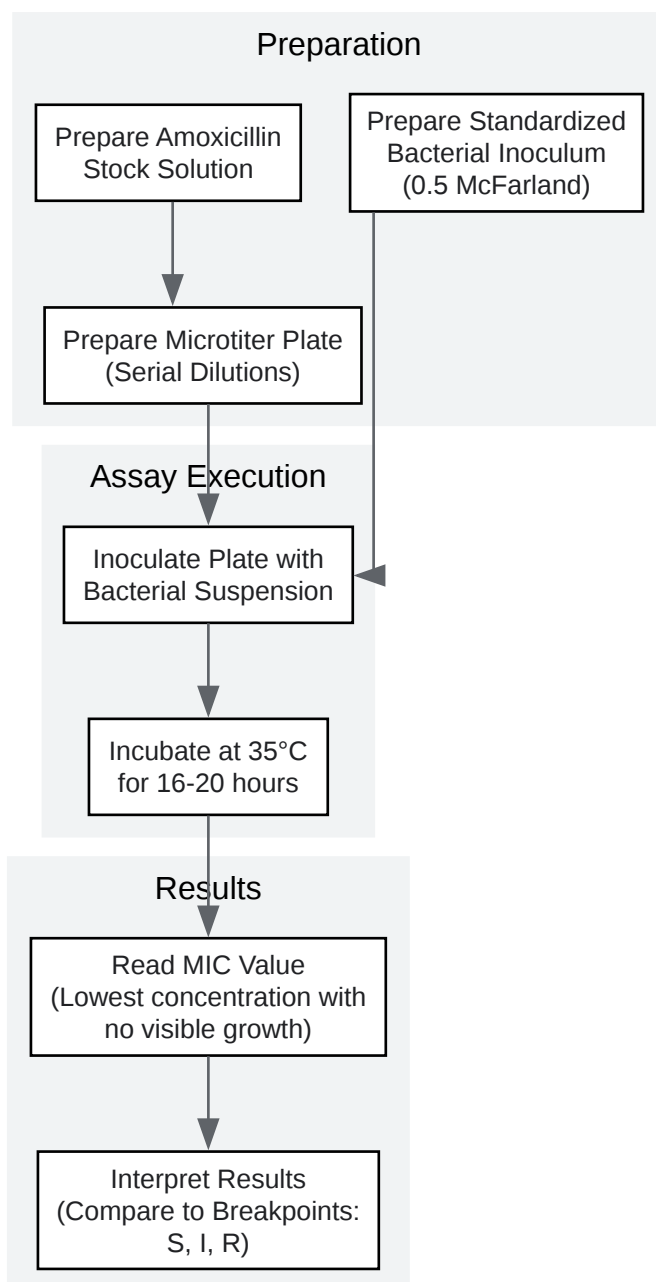 Preparation
Prepare Amoxicillin
Stock Solution
Prepare Standardized
Bacterial Inoculum
(0.5 McFarland)
Prepare Microtiter Plate
(Serial Dilutions)
Assay Execution
Inoculate Plate with
Bacterial Suspension
Incubate at 35°C
for 16-20 hours
Results
Read MIC Value
(Lowest concentration with
no visible growth)
Interpret Results
(Compare to Breakpoints:
S, I, R)